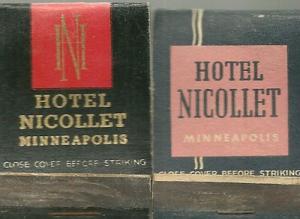 N
HOTEL
NICOLLET
MINNEAPOLIS
CLOSE COVER BEFORE STRIKING
HOTEL
NICOLLET
MINNEAPOLIS
CLOSE COVER BEFORE STRIKING